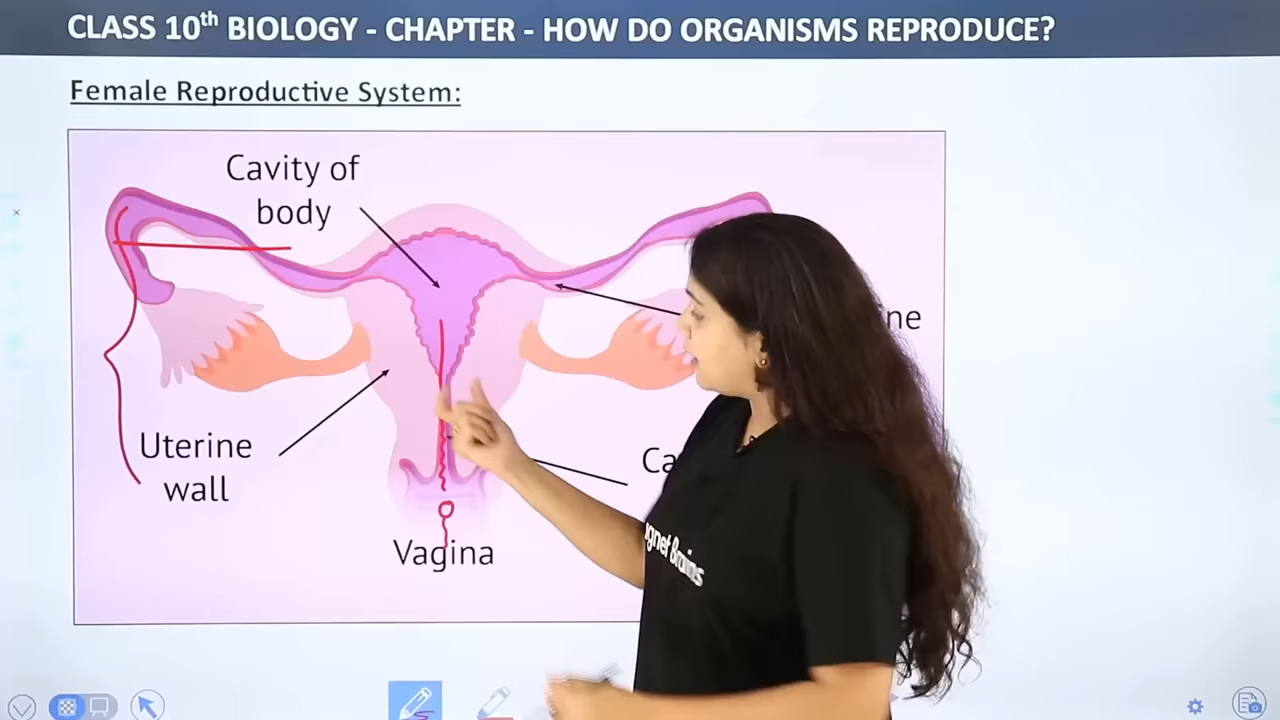 CLASS 10th BIOLOGY - CHAPTER - HOW DO ORGANISMS REPRODUCE?
Female Reproductive System:
Cavity of
body
Uterine
wall
Vagina